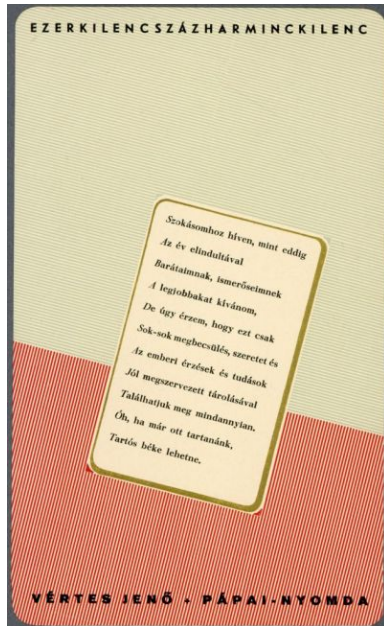 EZERKILENCSZÁZHARMINCKILENC
Szokásomhoz híven, mint eddig
Az év elindultával
Barátaimnak, ismerőseimnek
A legjobbakat kívánom,
De úgy érzem, hogy ezt csak
Sok-sok megbecsülés, szeretet és
Az emberi érzések és tudások
Jól megszervezett tárolásával
Találhatjuk meg mindannyian.
Óh, ha már ott tartanánk,
Tartós béke lehetne.
VÉRTES JENŐ • PÁPAI-NYOMDA